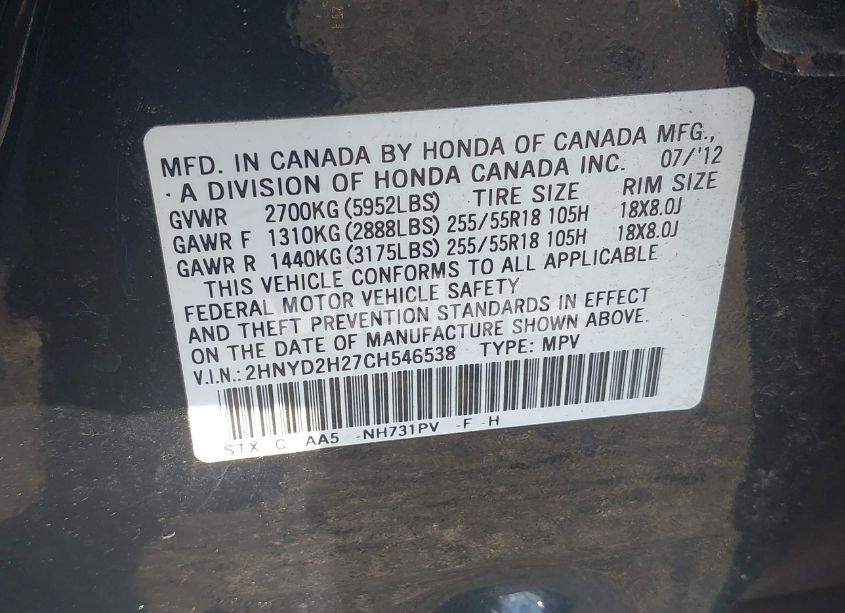 MFD. IN CANADA BY HONDA OF CANADA MFG.,
- A DIVISION OF HONDA CANADA INC. 07/'12
GVWR 2700KG (5952LBS) TIRE SIZE RIM SIZE
GAWR F 1310KG (2888LBS) 255/55R18 105H 18X8.0J
GAWR R 1440KG (3175LBS) 255/55R18 105H 18X8.0J
THIS VEHICLE CONFORMS TO ALL APPLICABLE
FEDERAL MOTOR VEHICLE SAFETY
AND THEFT PREVENTION STANDARDS IN EFFECT
ON THE DATE OF MANUFACTURE SHOWN ABOVE.
V.I.N.: 2HNYD2H27CH546538 TYPE: MPV
STX C AA5 -NH731PV -F -H